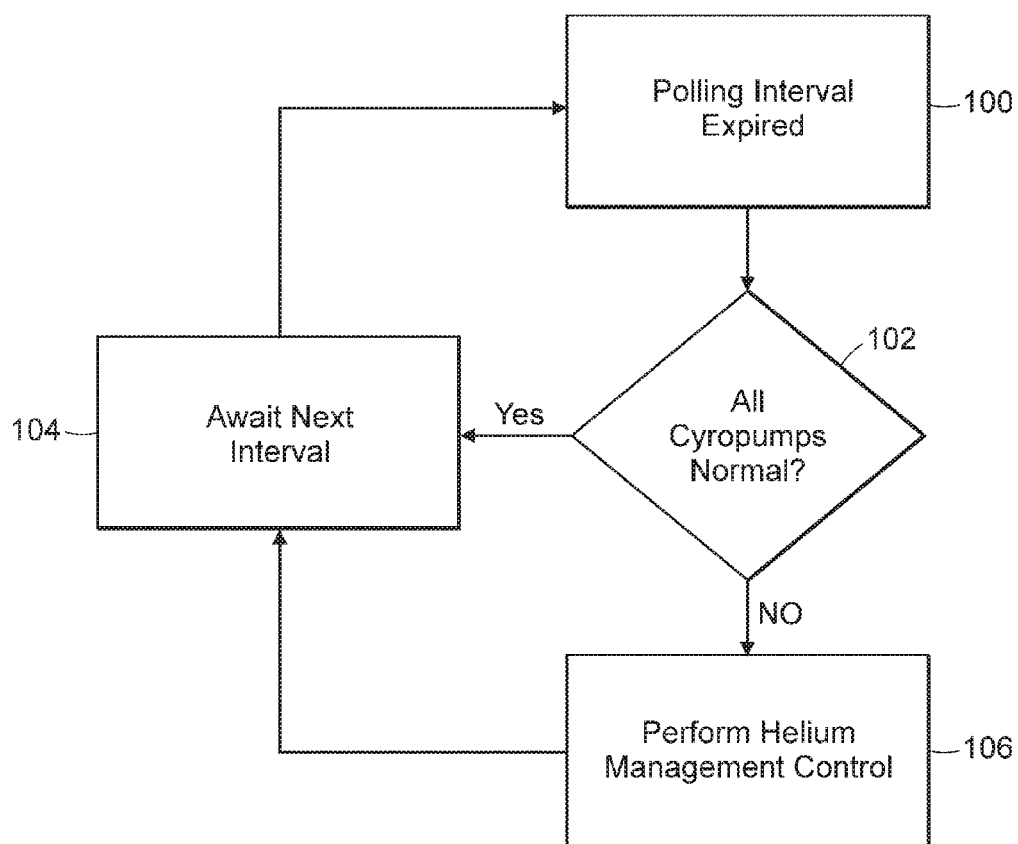 Polling Interval
Expired
100
102
All
Cyropumps
Normal?
Yes
104
Await Next
Interval
NO
Perform Helium
Management Control
106